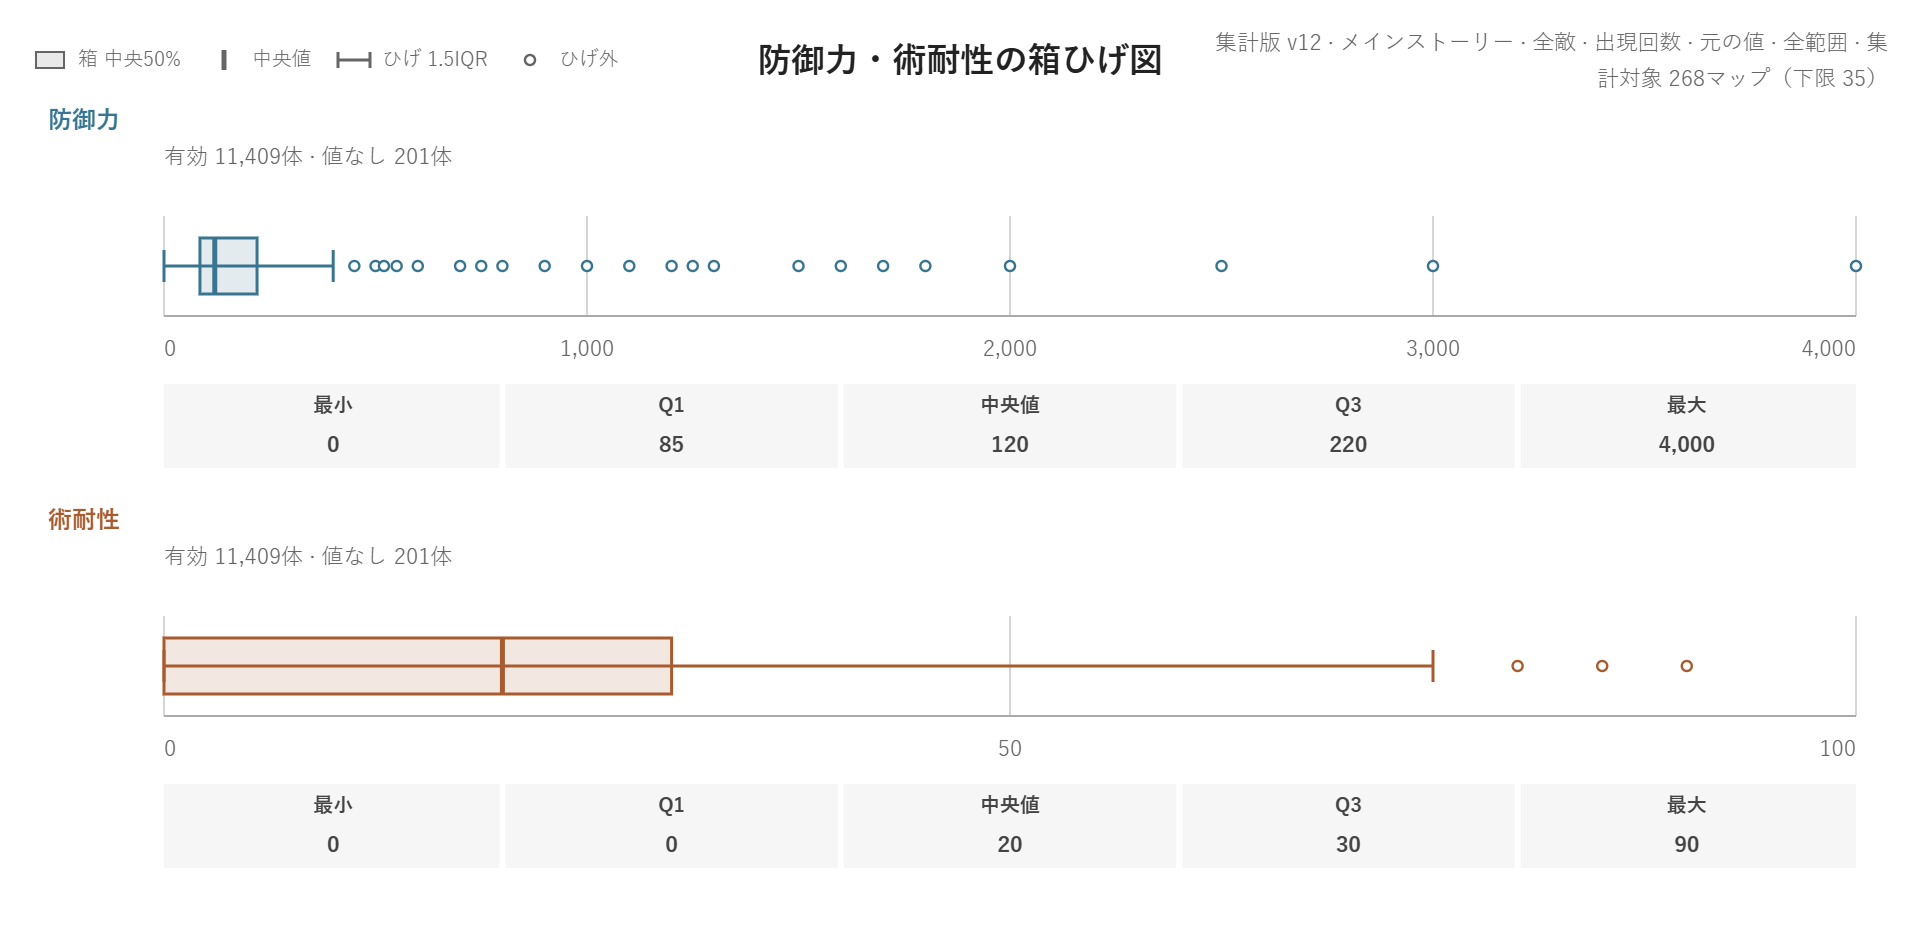 箱 中央50%
中央値
ひげ 1.5IQR
ひげ外
防御力・術耐性の箱ひげ図
集計版 v12 · メインストーリー · 全敵 · 出現回数 · 元の値 · 全範囲 · 集
計対象 268マップ（下限 35）
防御力
有効 11,409体 · 値なし 201体
0 1,000 2,000 3,000 4,000
最小 Q1 中央値 Q3 最大
0 85 120 220 4,000
術耐性
有効 11,409体 · 値なし 201体
0 50 100
最小 Q1 中央値 Q3 最大
0 0 20 30 90